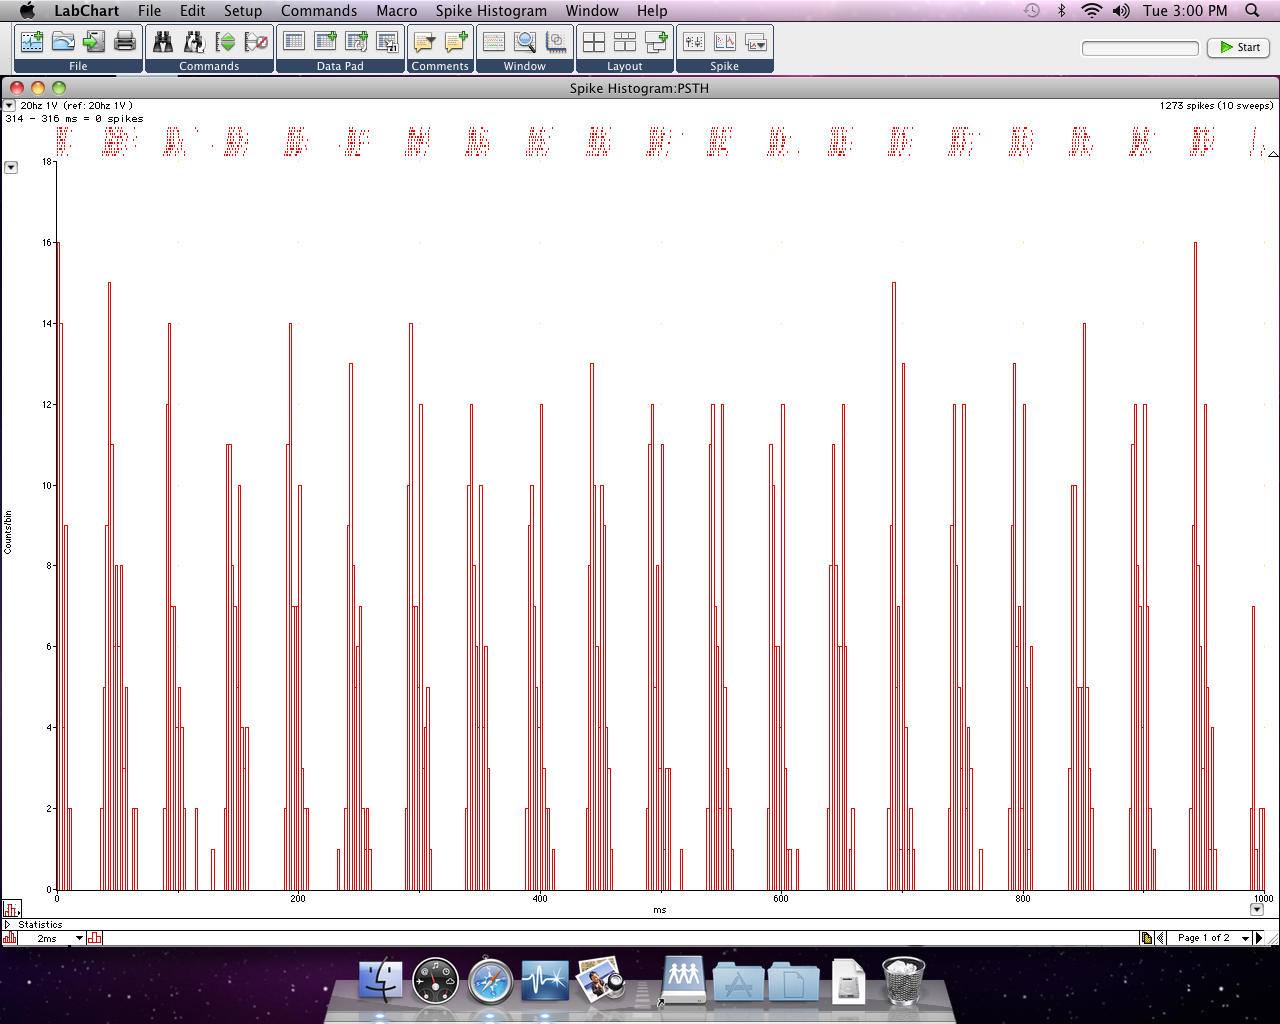 LabChart File Edit Setup Commands Macro Spike Histogram Window Help Tue 3:00 PM
File Commands Data Pad Comments Window Layout Spike Start
Spike Histogram:PSTH
20hz 1V (ref: 20hz 1V ) 1273 spikes (10 sweeps)
314 - 316 ms = 0 spikes
18
16
14
12
10
8
6
4
2
0
Counts/bin
0 200 400 600 800 1000
ms
Statistics
2ms Page 1 of 2